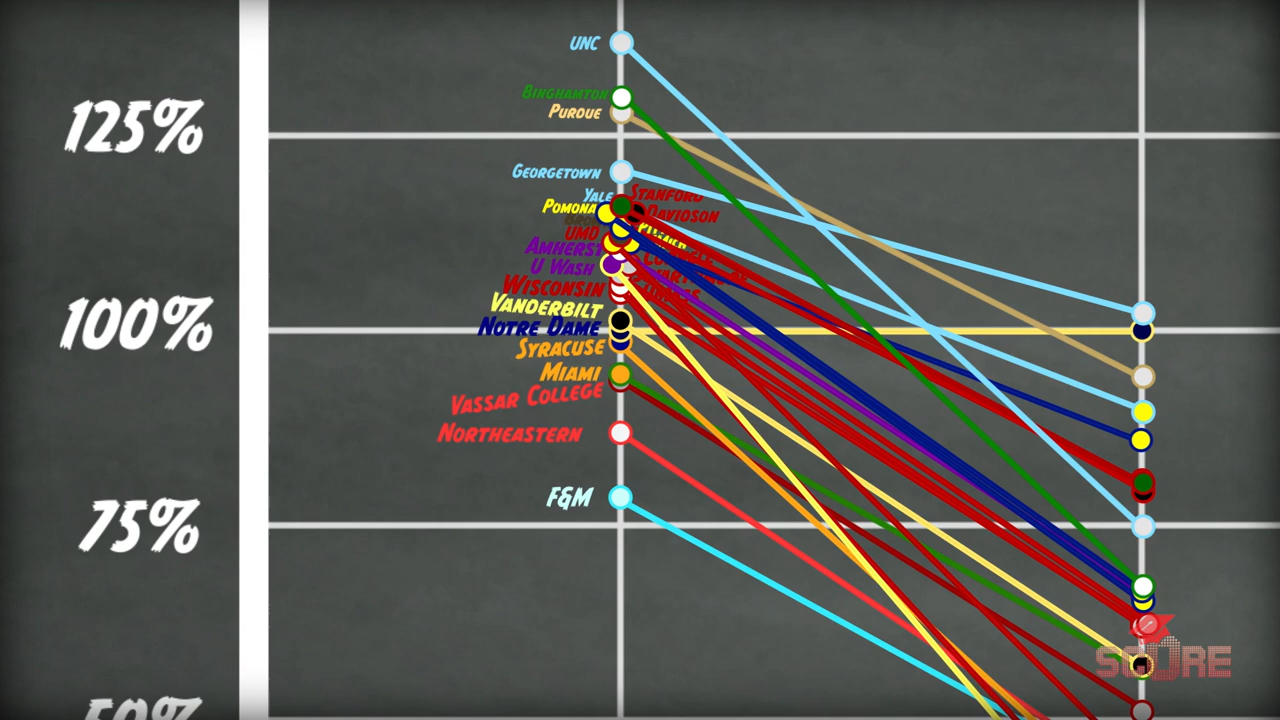 UNC
Binghamton
125%
Purdue
Georgetown
Yale
Stanford
Pomona
Davidson
UMD
Amherst
U Wash
Wisconsin
Vanderbilt
100%
Notre Dame
Syracuse
Miami
Vassar College
Northeastern
F&M
75%
50%